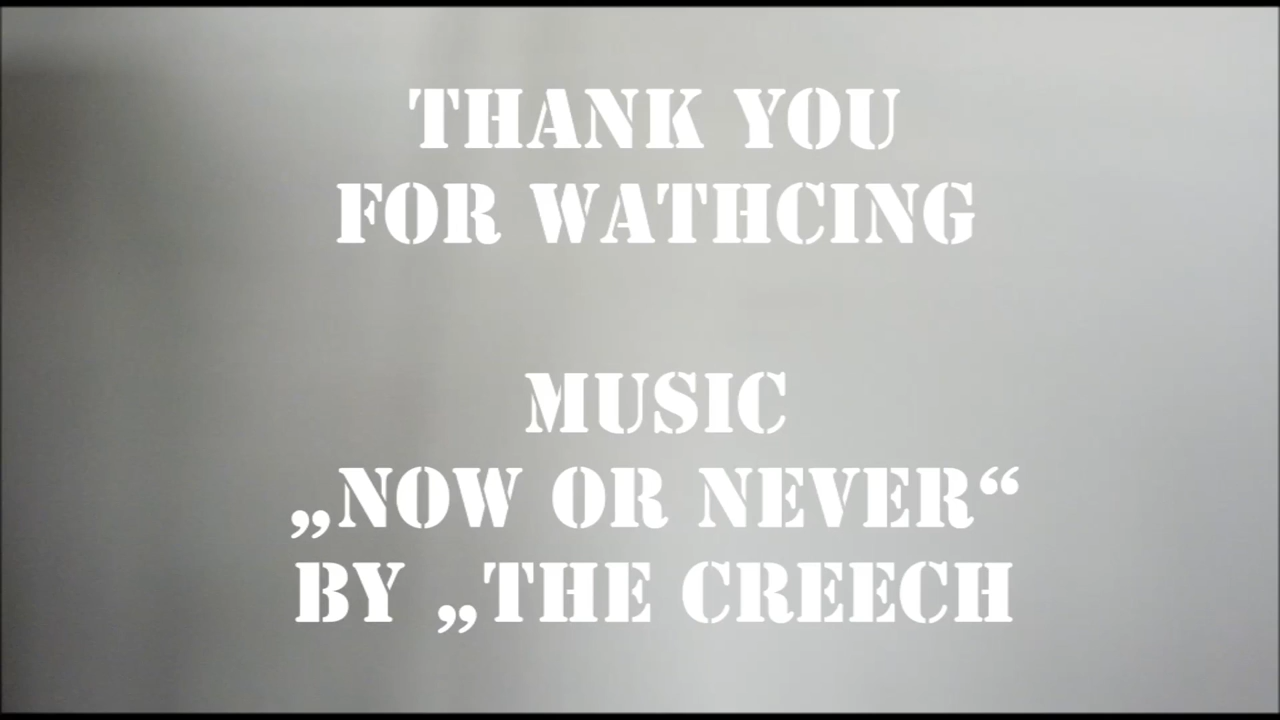 THANK YOU
FOR WATHCING
MUSIC
„NOW OR NEVER“
BY „THE CREECH